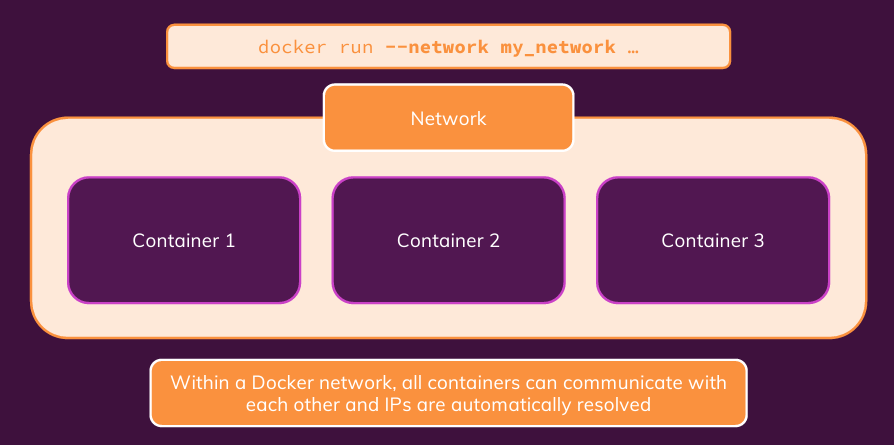 docker run --network my_network …
Network
Container 1
Container 2
Container 3
Within a Docker network, all containers can communicate with
each other and IPs are automatically resolved